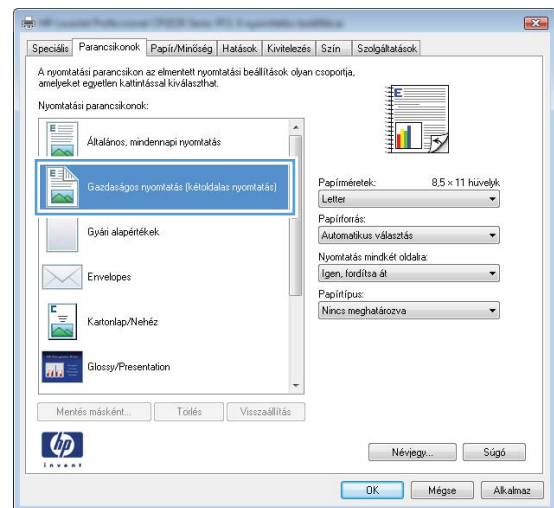 Speciális Parancsikonok Papír/Minőség Hatások Kivitelezés Szín Szolgáltatások
A nyomtatási parancsikon az elmentett nyomtatási beállítások olyan csoportja,
amelyeket egyetlen kattintással kiválaszthat.
Nyomtatási parancsikonok:
Általános, mindennapi nyomtatás
Gazdaságos nyomtatás (kétoldalas nyomtatás)
Gyári alapértékek
Envelopes
Kartonlap/Nehéz
Glossy/Presentation
Papírméretek: 8,5 × 11 hüvelyk
Letter
Papírforrás:
Automatikus választás
Nyomtatás mindkét oldalra:
Igen, fordítsa át
Papírtípus:
Nincs meghatározva
Mentés másként... Törlés Visszaállítás
hp
invent
Névjegy... Súgó
OK Mégse Alkalmaz